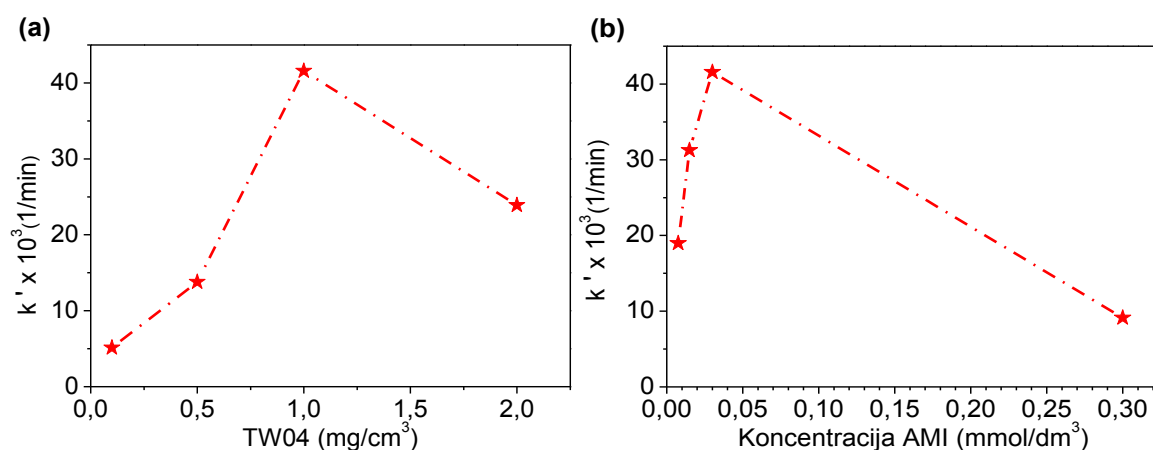 (a)
k ' x 10³(1/min)
40
30
20
10
0
0,0 0,5 1,0 1,5 2,0
TW04 (mg/cm³)
(b)
k ' x 10³(1/min)
40
30
20
10
0
0,00 0,05 0,10 0,15 0,20 0,25 0,30
Koncentracija AMI (mmol/dm³)